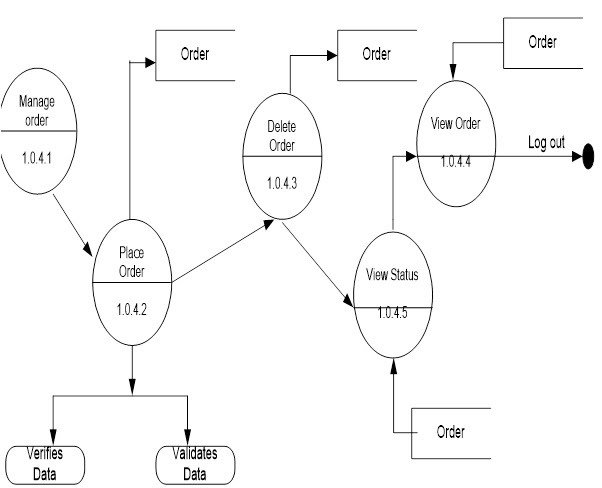 Order
Order
Order
Manage
order
1.0.4.1
Delete
Order
1.0.4.3
View Order
1.0.4.4
Log out
Place
Order
1.0.4.2
View Status
1.0.4.5
Order
Verifies
Data
Validates
Data